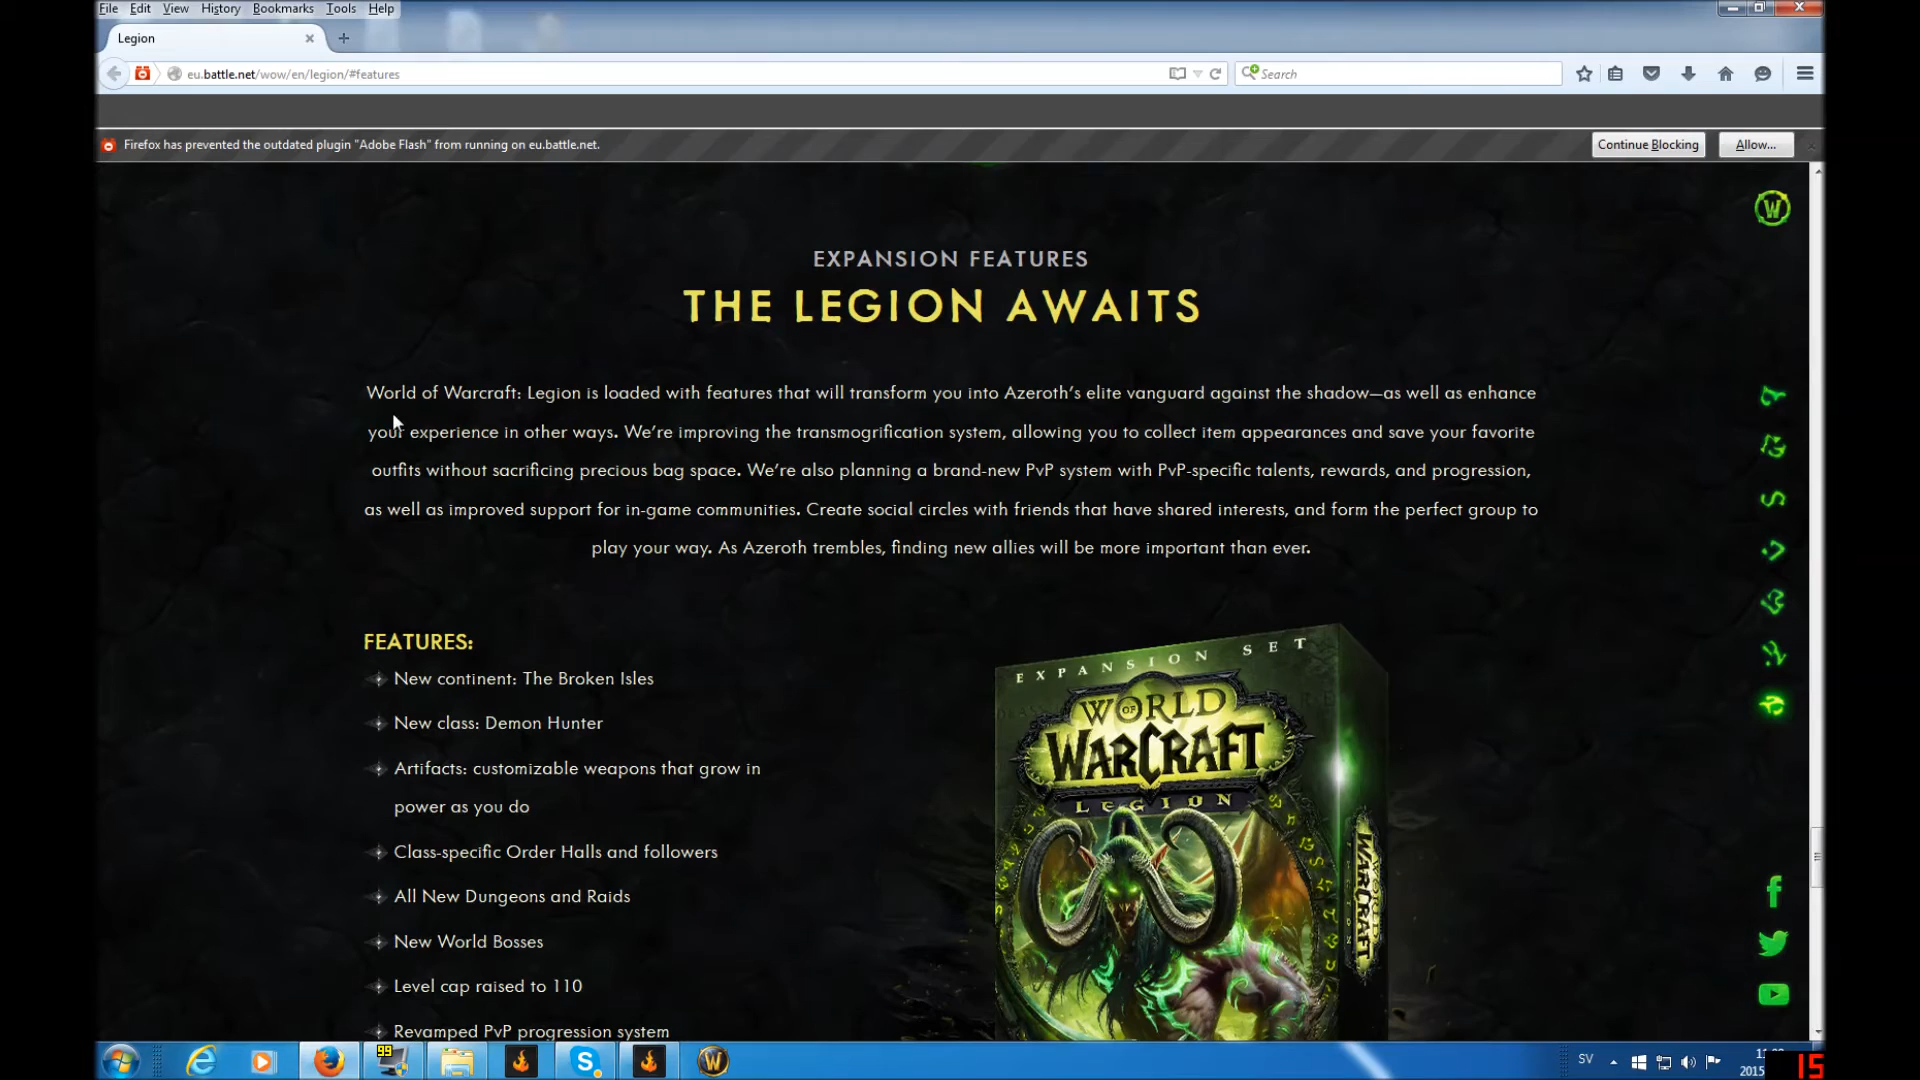 File Edit View History Bookmarks Tools Help
Legion
eu.battle.net/wow/en/legion/#features
Search
Firefox has prevented the outdated plugin "Adobe Flash" from running on eu.battle.net.
Continue Blocking
Allow...
EXPANSION FEATURES
THE LEGION AWAITS
World of Warcraft: Legion is loaded with features that will transform you into Azeroth's elite vanguard against the shadow—as well as enhance
your experience in other ways. We're improving the transmogrification system, allowing you to collect item appearances and save your favorite
outfits without sacrificing precious bag space. We're also planning a brand-new PvP system with PvP-specific talents, rewards, and progression,
as well as improved support for in-game communities. Create social circles with friends that have shared interests, and form the perfect group to
play your way. As Azeroth trembles, finding new allies will be more important than ever.
FEATURES:
New continent: The Broken Isles
New class: Demon Hunter
Artifacts: customizable weapons that grow in
power as you do
Class-specific Order Halls and followers
All New Dungeons and Raids
New World Bosses
Level cap raised to 110
Revamped PvP progression system
EXPANSION SET
WORLD OF
WARCRAFT
LEGION
WARCRAFT
99
SV
2015
15